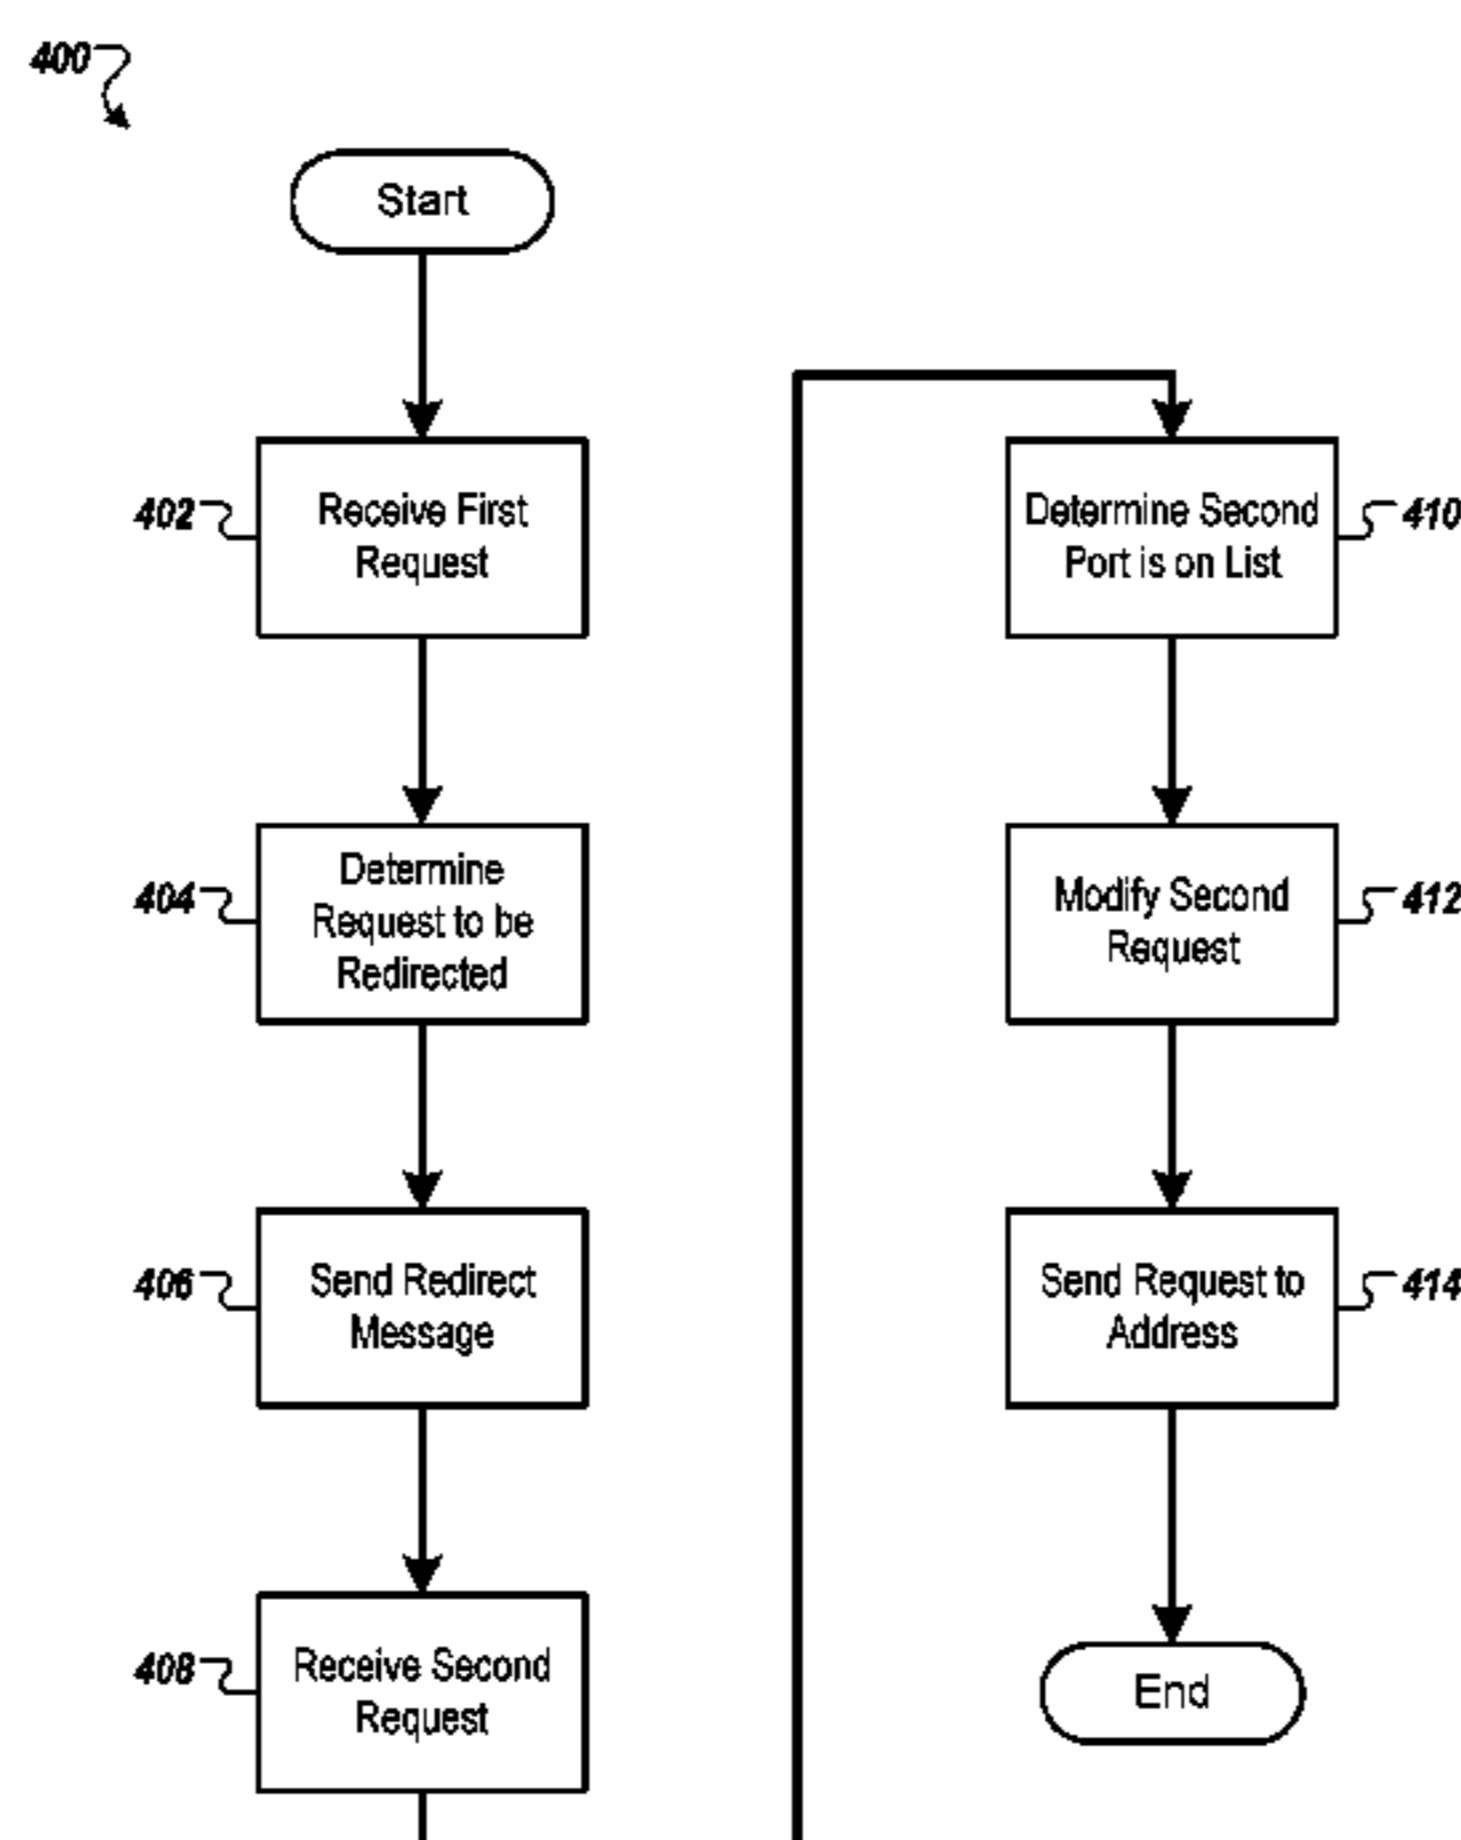 400
Start
402
Receive First
Request
404
Determine
Request to be
Redirected
406
Send Redirect
Message
408
Receive Second
Request
Determine Second
Port is on List
410
Modify Second
Request
412
Send Request to
Address
414
End